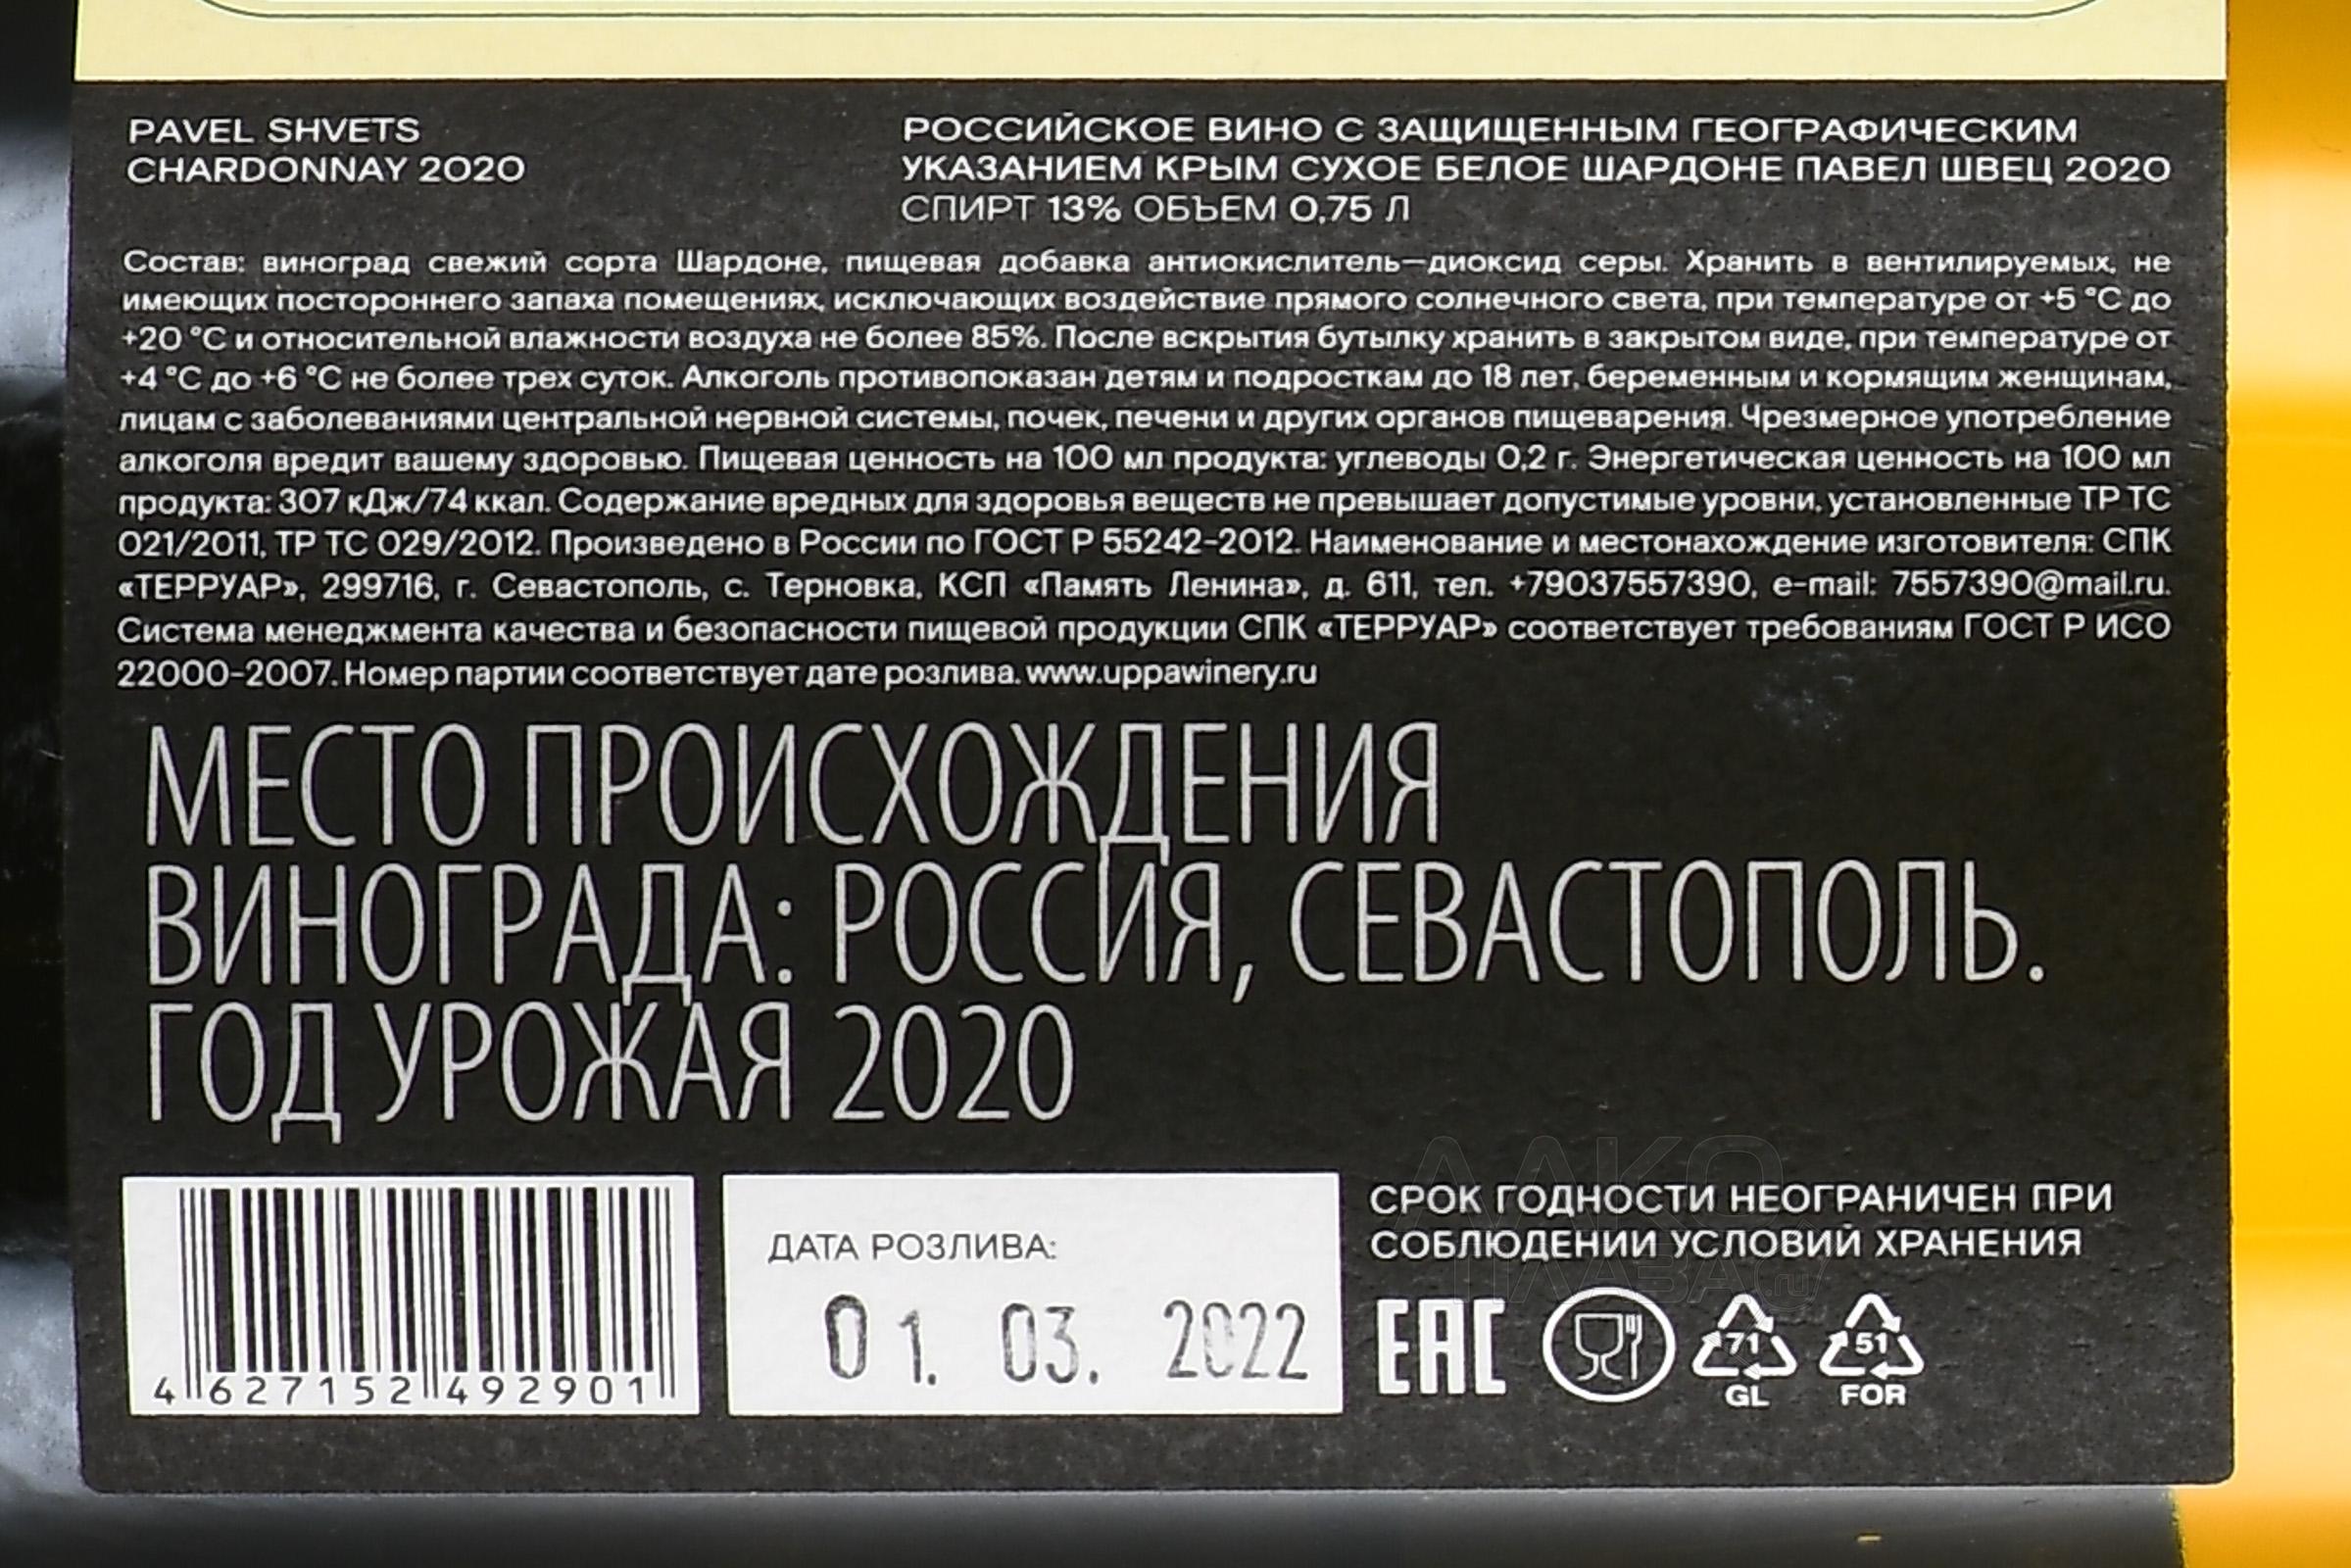 PAVEL SHVETS
CHARDONNAY 2020
РОССИЙСКОЕ ВИНО С ЗАЩИЩЕННЫМ ГЕОГРАФИЧЕСКИМ
УКАЗАНИЕМ КРЫМ СУХОЕ БЕЛОЕ ШАРДОНЕ ПАВЕЛ ШВЕЦ 2020
СПИРТ 13% ОБЪЕМ 0,75 Л
Состав: виноград свежий сорта Шардоне, пищевая добавка антиокислитель—диоксид серы. Хранить в вентилируемых, не
имеющих постороннего запаха помещениях, исключающих воздействие прямого солнечного света, при температуре от +5 °С до
+20 °С и относительной влажности воздуха не более 85%. После вскрытия бутылку хранить в закрытом виде, при температуре от
+4 °С до +6 °С не более трех суток. Алкоголь противопоказан детям и подросткам до 18 лет, беременным и кормящим женщинам,
лицам с заболеваниями центральной нервной системы, почек, печени и других органов пищеварения. Чрезмерное употребление
алкоголя вредит вашему здоровью. Пищевая ценность на 100 мл продукта: углеводы 0,2 г. Энергетическая ценность на 100 мл
продукта: 307 кДж/74 ккал. Содержание вредных для здоровья веществ не превышает допустимые уровни, установленные ТР ТС
021/2011, ТР ТС 029/2012. Произведено в России по ГОСТ Р 55242-2012. Наименование и местонахождение изготовителя: СПК
«ТЕРРУАР», 299716, г. Севастополь, с. Терновка, КСП «Память Ленина», д. 611, тел. +79037557390, e-mail: 7557390@mail.ru.
Система менеджмента качества и безопасности пищевой продукции СПК «ТЕРРУАР» соответствует требованиям ГОСТ Р ИСО
22000-2007. Номер партии соответствует дате розлива. www.uppawinery.ru
МЕСТО ПРОИСХОЖДЕНИЯ
ВИНОГРАДА: РОССИЯ, СЕВАСТОПОЛЬ.
ГОД УРОЖАЯ 2020
4 627152 492901
ДАТА РОЗЛИВА:
01. 03. 2022
СРОК ГОДНОСТИ НЕОГРАНИЧЕН ПРИ
СОБЛЮДЕНИИ УСЛОВИЙ ХРАНЕНИЯ
ЕАС
71
GL
51
FOR